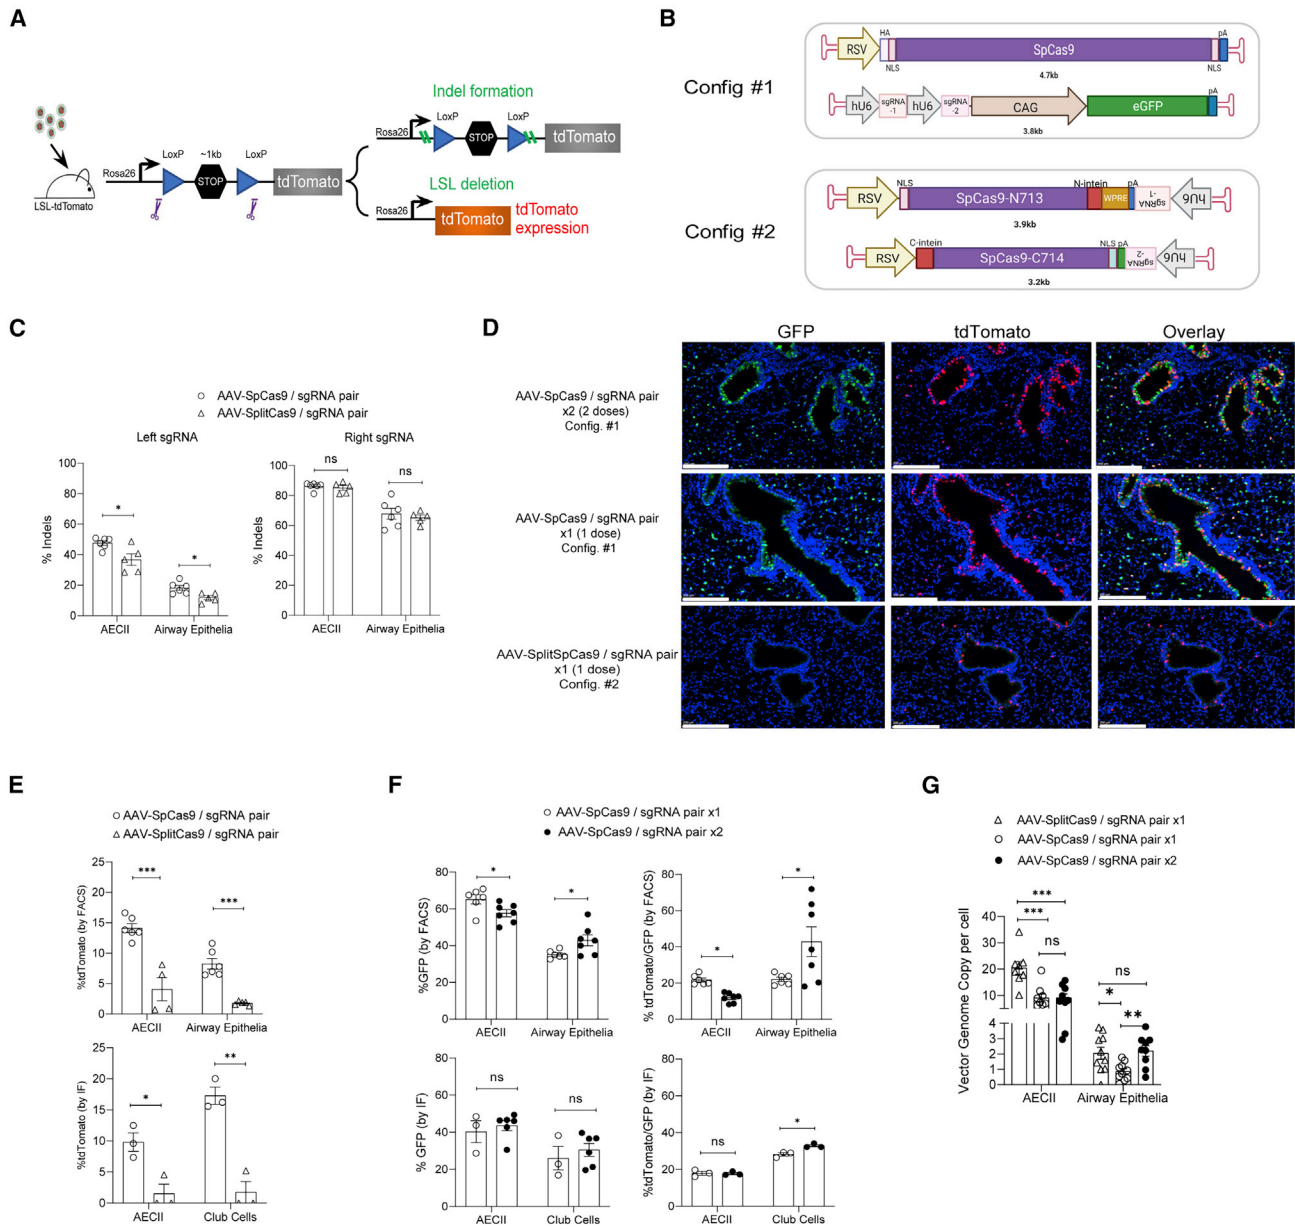 A
Indel formation
Rosa26
LoxP
LoxP
STOP
tdTomato
LSL-tdTomato
Rosa26
LoxP
~1kb
LoxP
STOP
tdTomato
LSL deletion
Rosa26
tdTomato
tdTomato
expression
B
Config #1
RSV
HA
NLS
SpCas9
NLS
pA
4.7kb
hU6
sgRNA
-1
hU6
sgRNA
-2
CAG
eGFP
pA
3.8kb
Config #2
RSV
NLS
SpCas9-N713
N-intein
WPRE
pA
sgRNA
-1
hU6
3.9kb
RSV
C-intein
SpCas9-C714
NLS
pA
sgRNA
-2
hU6
3.2kb
C
AAV-SpCas9 / sgRNA pair
AAV-SplitCas9 / sgRNA pair
Left sgRNA
% Indels
100
80
60
40
20
0
*
*
AECII
Airway Epithelia
Right sgRNA
% Indels
100
80
60
40
20
0
ns
ns
AECII
Airway Epithelia
D
GFP
tdTomato
Overlay
AAV-SpCas9 / sgRNA pair
x2 (2 doses)
Config. #1
AAV-SpCas9 / sgRNA pair
x1 (1 dose)
Config. #1
AAV-SplitSpCas9 / sgRNA pair
x1 (1 dose)
Config. #2
E
AAV-SpCas9 / sgRNA pair
AAV-SplitCas9 / sgRNA pair
%tdTomato (by FACS)
25
20
15
10
5
0
***
***
AECII
Airway Epithelia
%tdTomato (by IF)
25
20
15
10
5
0
*
**
AECII
Club Cells
F
AAV-SpCas9 / sgRNA pair x1
AAV-SpCas9 / sgRNA pair x2
%GFP (by FACS)
80
60
40
20
0
*
*
AECII
Airway Epithelia
% tdTomato/GFP (by FACS)
80
60
40
20
0
*
*
AECII
Airway Epithelia
% GFP (by IF)
80
60
40
20
0
ns
ns
AECII
Club Cells
%tdTomato/GFP (by IF)
80
60
40
20
0
ns
*
AECII
Club Cells
G
AAV-SplitCas9 / sgRNA pair x1
AAV-SpCas9 / sgRNA pair x1
AAV-SpCas9 / sgRNA pair x2
Vector Genome Copy per cell
40
30
20
10
4
3
2
1
0
***
***
ns
ns
*
**
AECII
Airway Epithelia